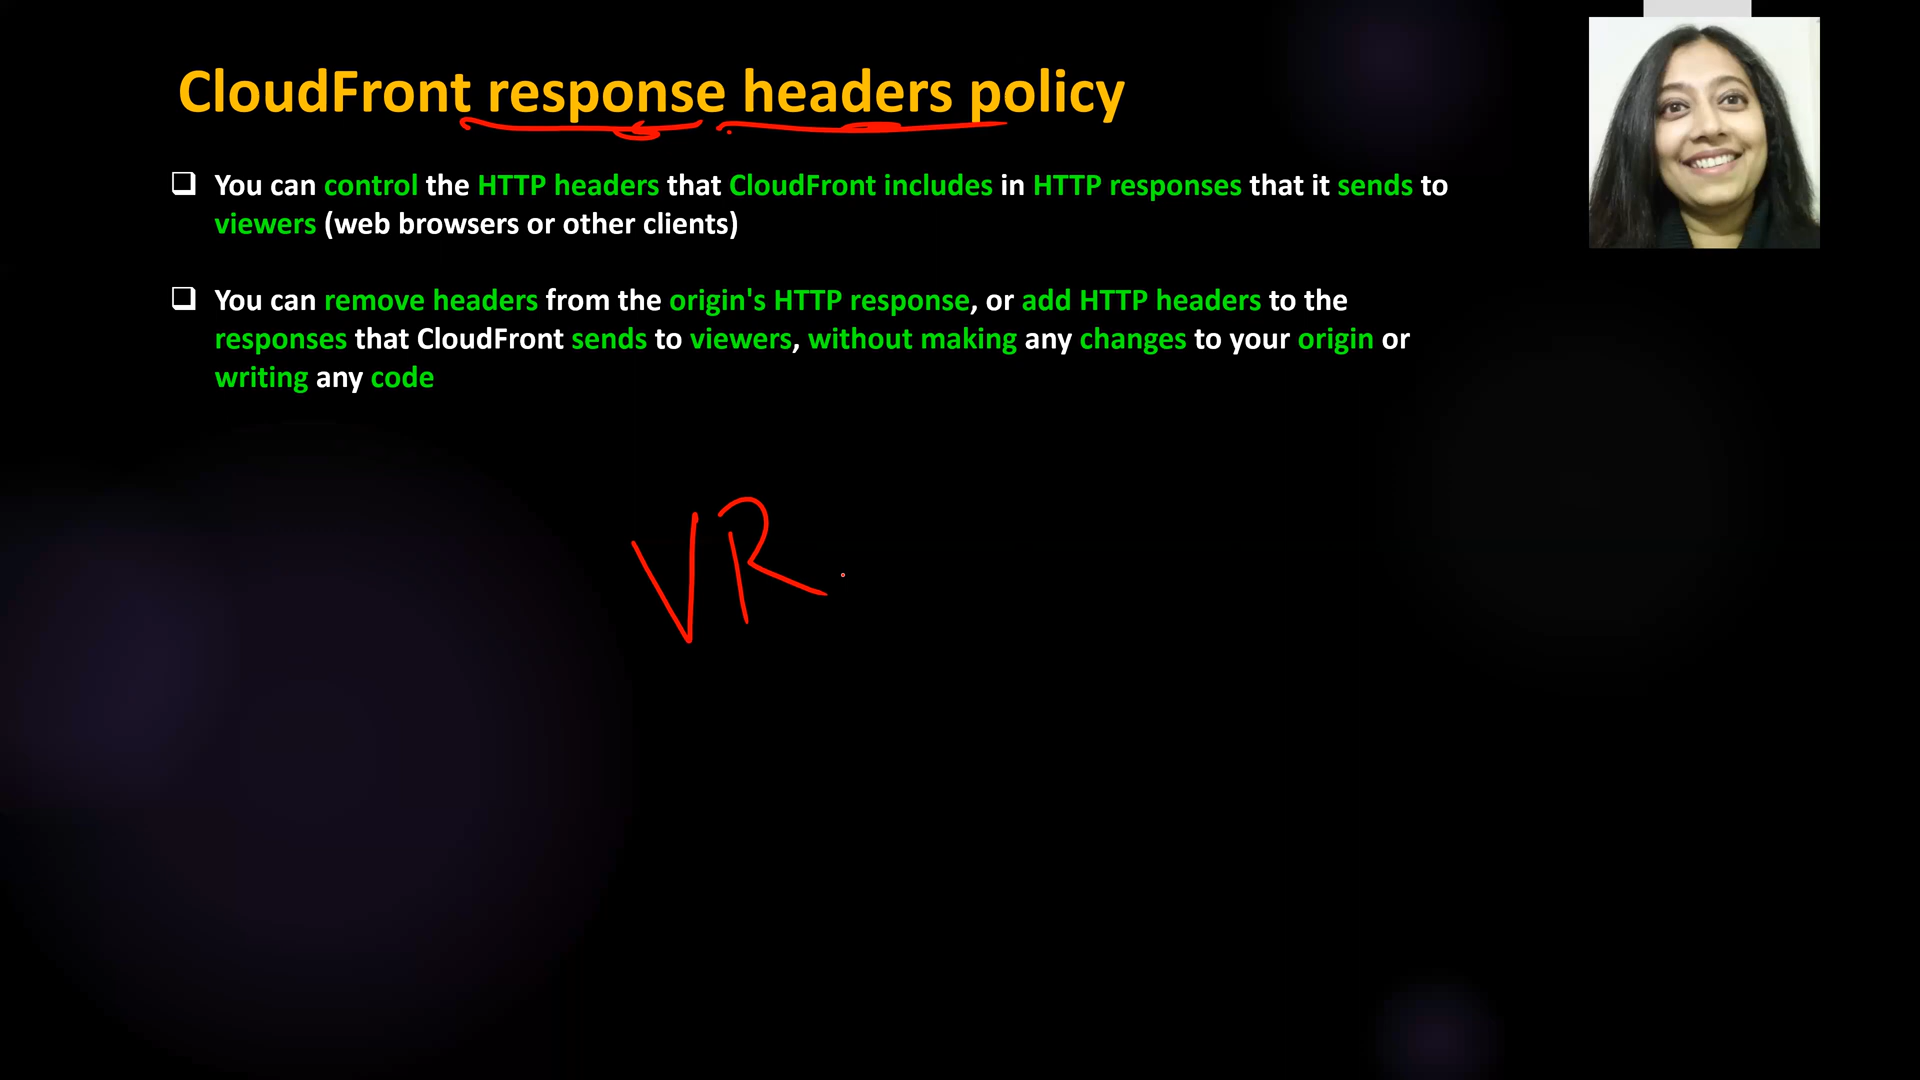 CloudFront response headers policy
You can control the HTTP headers that CloudFront includes in HTTP responses that it sends to
viewers (web browsers or other clients)
You can remove headers from the origin's HTTP response, or add HTTP headers to the
responses that CloudFront sends to viewers, without making any changes to your origin or
writing any code
VR